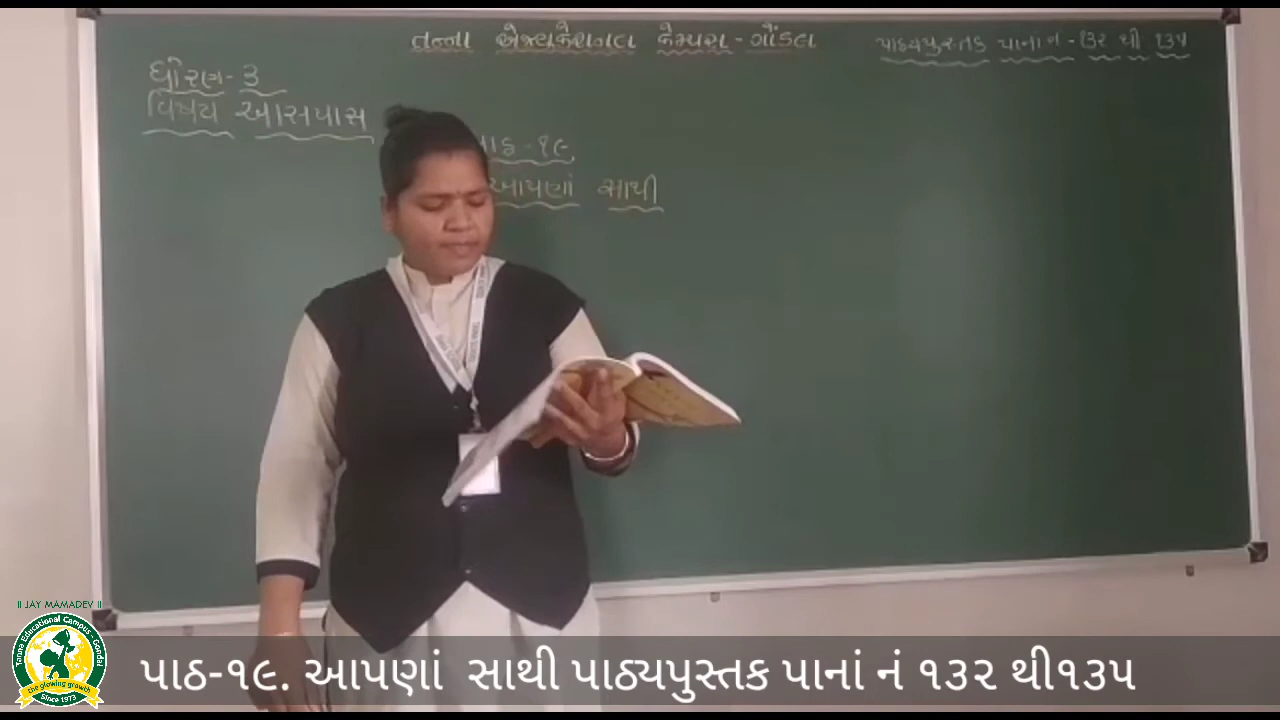 તન્ના એજ્યુકેશનલ કેમ્પસ - ગોંડલ
પાઠ્યપુસ્તક પાનાં નં - ૧૩૨ થી ૧૩૫
ધોરણ - ૩
વિષય આસપાસ
પાઠ - ૧૯
આપણાં સાથી
॥ JAY MAMADEV ॥
Tanna Educational Campus - Gondal
the glowing growth
Since 1973
પાઠ-૧૯. આપણાં સાથી પાઠ્યપુસ્તક પાનાં નં ૧૩૨ થી૧૩૫